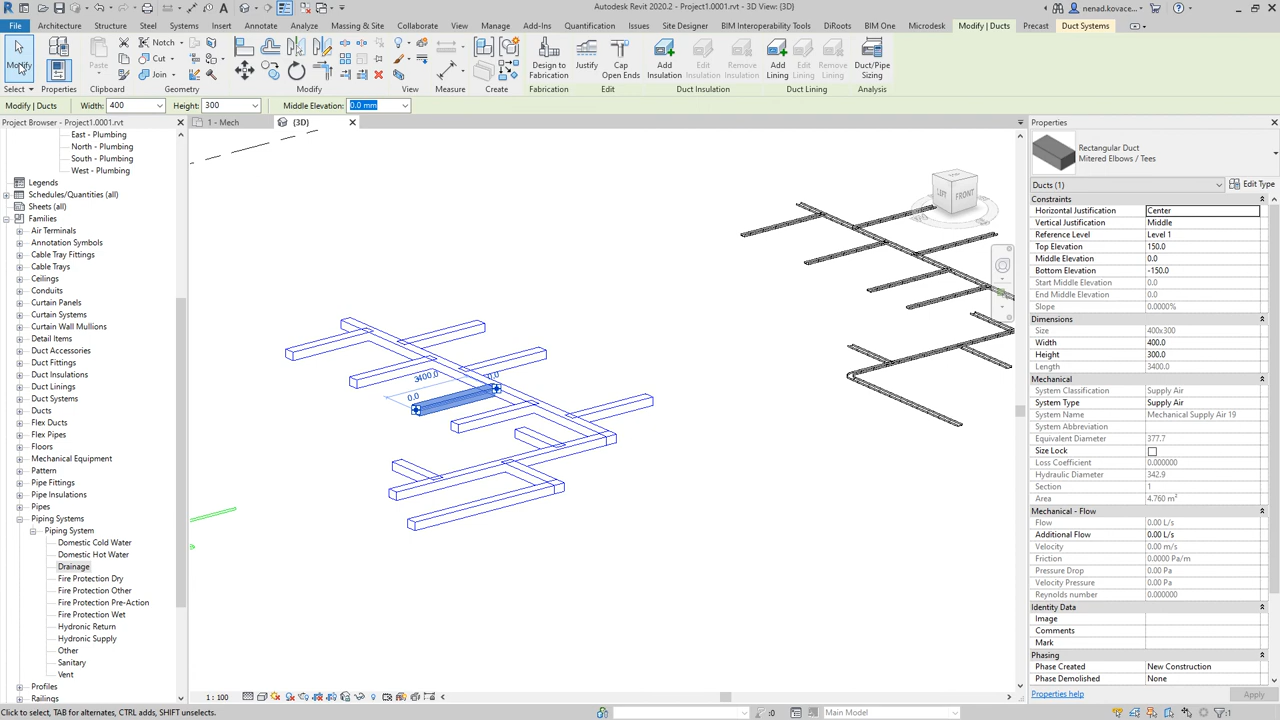 Autodesk Revit 2020.2 - Project1.0001.rvt - 3D View: {3D}
nenad.kovace...
File Architecture Structure Steel Systems Insert Annotate Analyze Massing & Site Collaborate View Manage Add-Ins Quantification Issues Site Designer BIM Interoperability Tools DiRoots BIM One Microdesk Modify | Ducts Precast Duct Systems
Modify Paste Notch Cut Join Design to Fabrication Justify Cap Open Ends Add Insulation Edit Insulation Remove Insulation Add Lining Edit Lining Remove Lining Duct/Pipe Sizing
Select Properties Clipboard Geometry Modify View Measure Create Fabrication Edit Duct Insulation Duct Lining Analysis
Modify | Ducts Width: 400 Height: 300 Middle Elevation: 0.0 mm
Project Browser - Project1.0001.rvt
1 - Mech
{3D}
East - Plumbing
North - Plumbing
South - Plumbing
West - Plumbing
Legends
Schedules/Quantities (all)
Sheets (all)
Families
Air Terminals
Annotation Symbols
Cable Tray Fittings
Cable Trays
Ceilings
Conduits
Curtain Panels
Curtain Systems
Curtain Wall Mullions
Detail Items
Duct Accessories
Duct Fittings
Duct Insulations
Duct Linings
Duct Systems
Ducts
Flex Ducts
Flex Pipes
Floors
Mechanical Equipment
Pattern
Pipe Fittings
Pipe Insulations
Pipes
Piping Systems
Piping System
Domestic Cold Water
Domestic Hot Water
Drainage
Fire Protection Dry
Fire Protection Other
Fire Protection Pre-Action
Fire Protection Wet
Hydronic Return
Hydronic Supply
Other
Sanitary
Vent
Profiles
Railings
LEFT FRONT
3400.0
0.0
0.0
Properties
Rectangular Duct
Mitered Elbows / Tees
Ducts (1) Edit Type
Constraints
Horizontal Justification Center
Vertical Justification Middle
Reference Level Level 1
Top Elevation 150.0
Middle Elevation 0.0
Bottom Elevation -150.0
Start Middle Elevation 0.0
End Middle Elevation 0.0
Slope 0.0000%
Dimensions
Size 400x300
Width 400.0
Height 300.0
Length 3400.0
Mechanical
System Classification Supply Air
System Type Supply Air
System Name Mechanical Supply Air 19
System Abbreviation
Equivalent Diameter 377.7
Size Lock
Loss Coefficient 0.000000
Hydraulic Diameter 342.9
Section 1
Area 4.760 m²
Mechanical - Flow
Flow 0.00 L/s
Additional Flow 0.00 L/s
Velocity 0.00 m/s
Friction 0.0000 Pa/m
Pressure Drop 0.00 Pa
Velocity Pressure 0.00 Pa
Reynolds number 0.000000
Identity Data
Image
Comments
Mark
Phasing
Phase Created New Construction
Phase Demolished None
Properties help Apply
1 : 100
Click to select, TAB for alternates, CTRL adds, SHIFT unselects. :0 Main Model :1